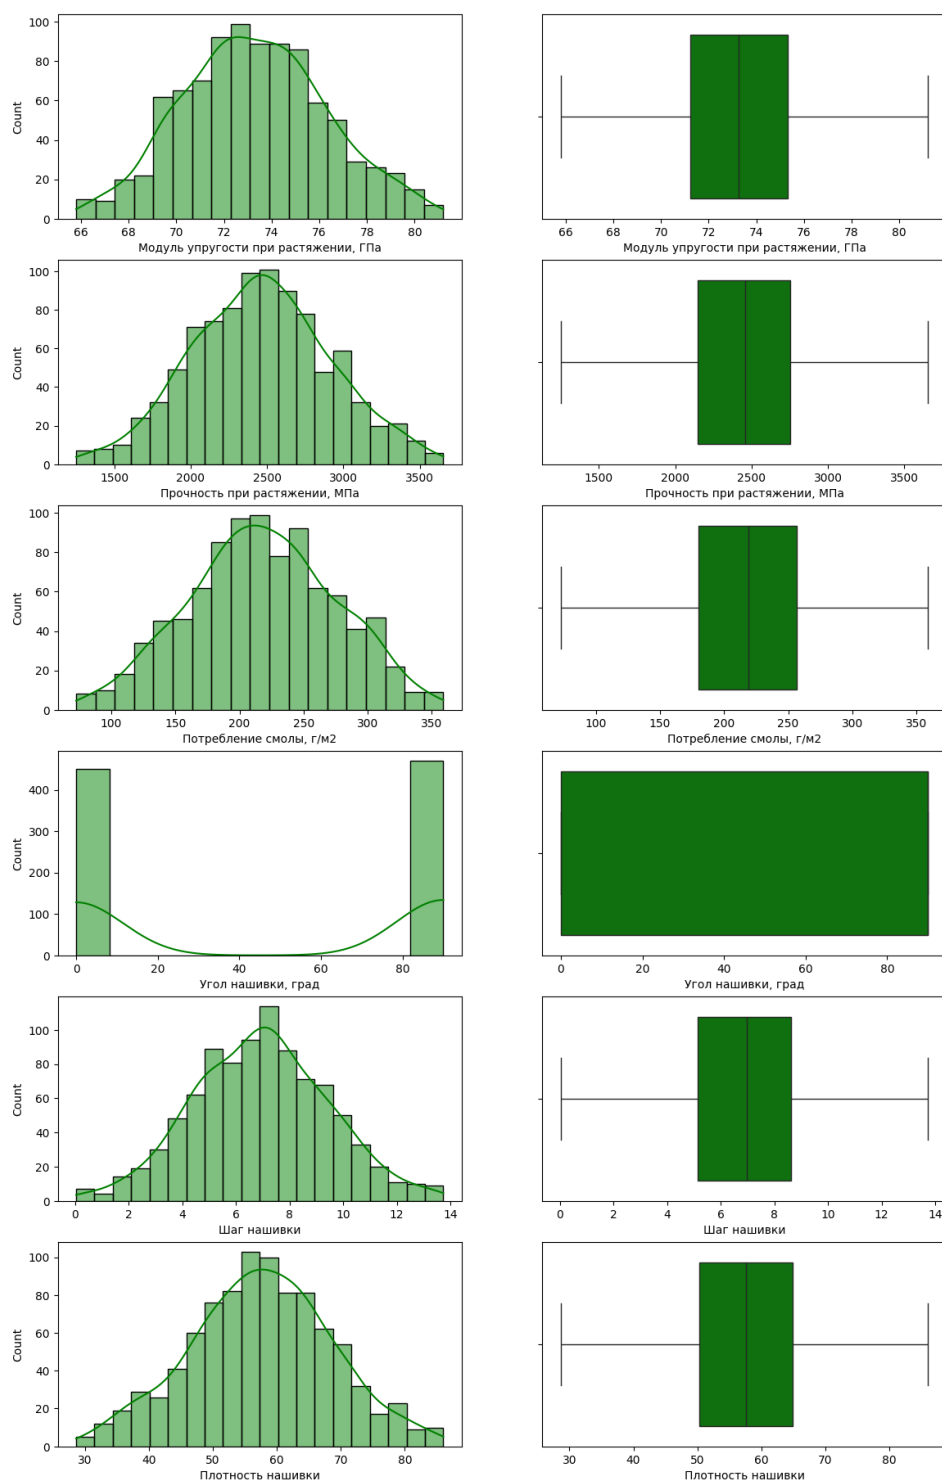 100
80
60
40
20
0
Count
66 68 70 72 74 76 78 80
Модуль упругости при растяжении, ГПа
66 68 70 72 74 76 78 80
Модуль упругости при растяжении, ГПа
100
80
60
40
20
0
Count
1500 2000 2500 3000 3500
Прочность при растяжении, МПа
1500 2000 2500 3000 3500
Прочность при растяжении, МПа
100
80
60
40
20
0
Count
100 150 200 250 300 350
Потребление смолы, г/м2
100 150 200 250 300 350
Потребление смолы, г/м2
400
300
200
100
0
Count
0 20 40 60 80
Угол нашивки, град
0 20 40 60 80
Угол нашивки, град
100
80
60
40
20
0
Count
0 2 4 6 8 10 12 14
Шаг нашивки
0 2 4 6 8 10 12 14
Шаг нашивки
100
80
60
40
20
0
Count
30 40 50 60 70 80
Плотность нашивки
30 40 50 60 70 80
Плотность нашивки